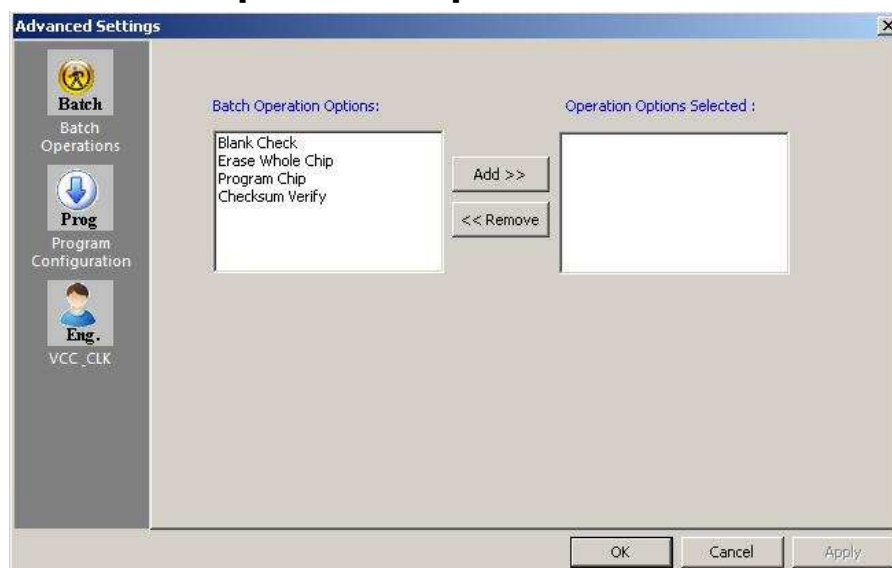 Advanced Settings
Batch
Batch
Operations
Prog
Program
Configuration
Eng.
VCC_CLK
Batch Operation Options:
Blank Check
Erase Whole Chip
Program Chip
Checksum Verify
Add >>
<< Remove
Operation Options Selected :
OK
Cancel
Apply